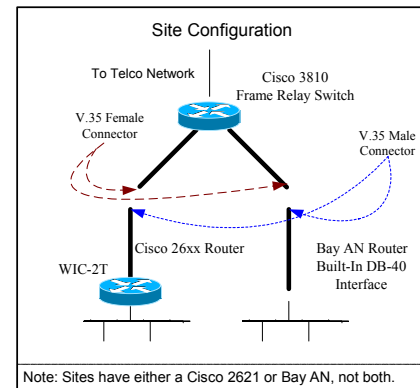 Site Configuration
To Telco Network
Cisco 3810
Frame Relay Switch
V.35 Female
Connector
V.35 Male
Connector
Cisco 26xx Router
WIC-2T
Bay AN Router
Built-In DB-40
Interface
Note: Sites have either a Cisco 2621 or Bay AN, not both.